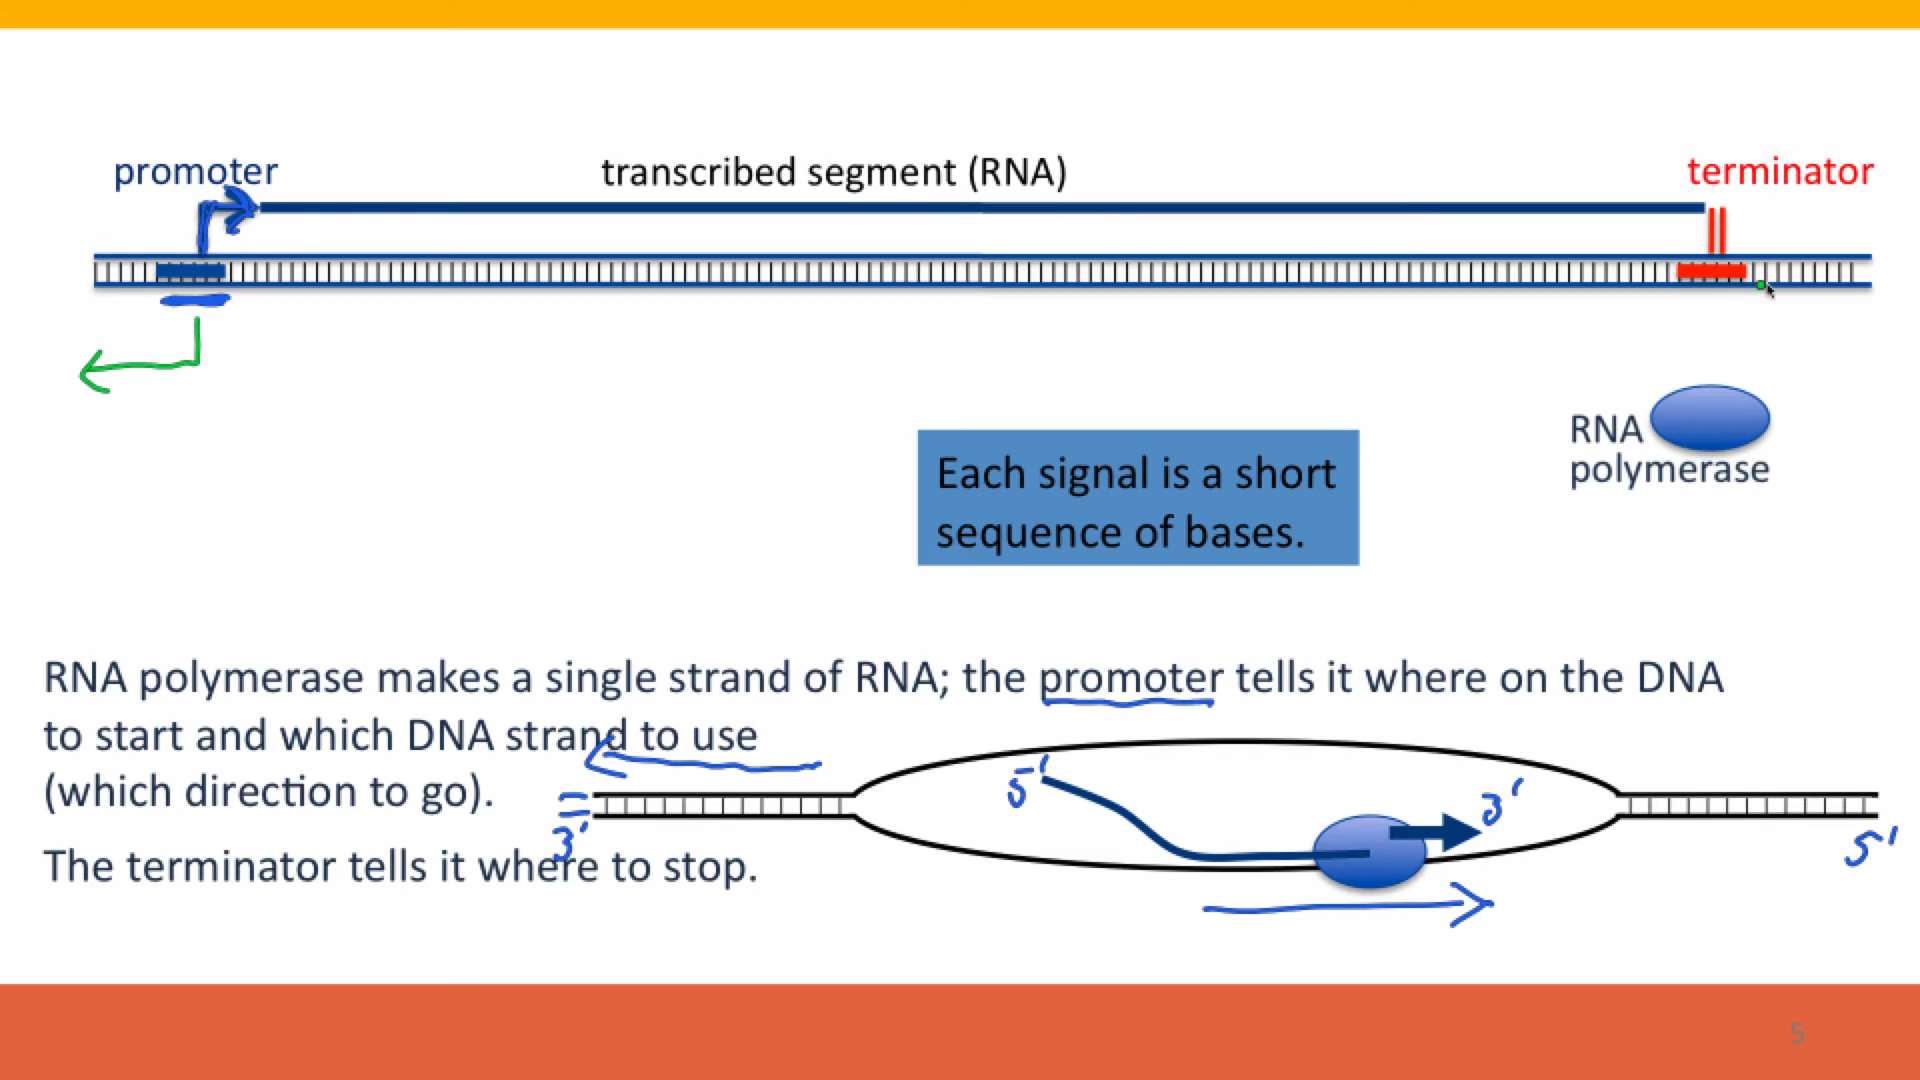 promoter
transcribed segment (RNA)
terminator
RNA
polymerase
Each signal is a short
sequence of bases.
RNA polymerase makes a single strand of RNA; the promoter tells it where on the DNA
to start and which DNA strand to use
(which direction to go).
5'
3'
3'
5'
The terminator tells it where to stop.
5